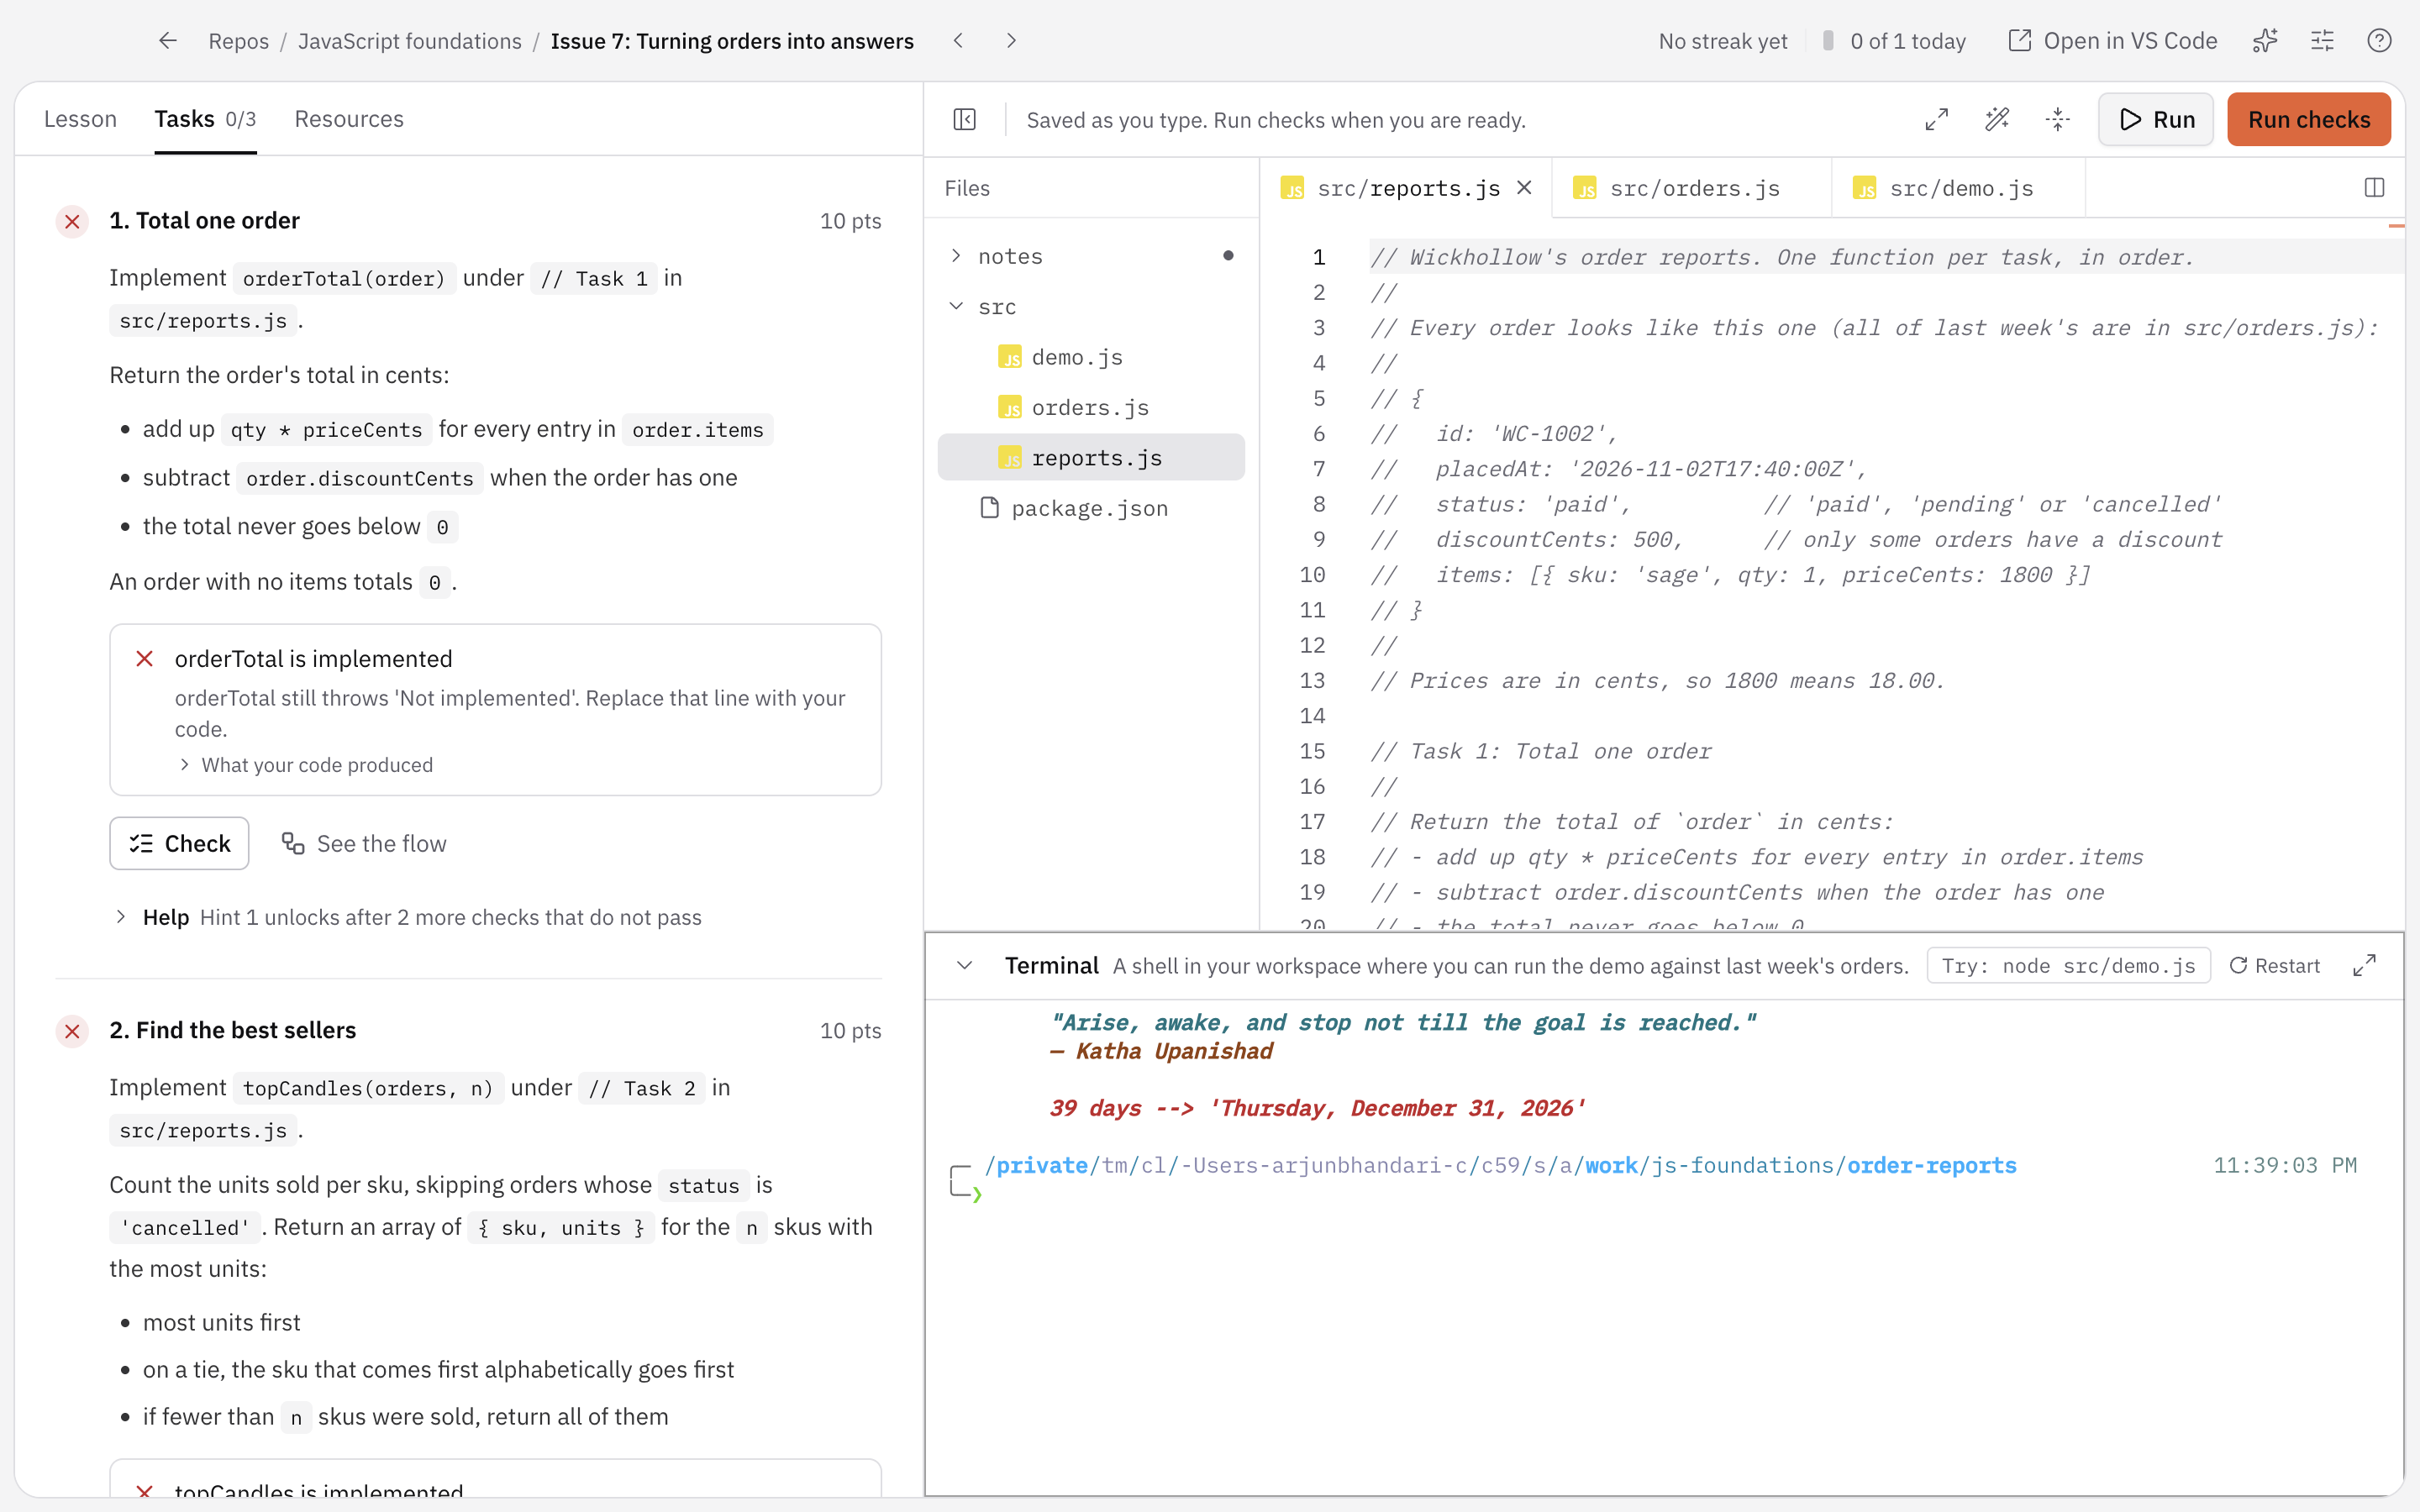 Repos / JavaScript foundations / Issue 7: Turning orders into answers
No streak yet
0 of 1 today
Open in VS Code
Lesson
Tasks 0/3
Resources
1. Total one order
10 pts
Implement orderTotal(order) under // Task 1 in
src/reports.js.
Return the order's total in cents:
• add up qty * priceCents for every entry in order.items
• subtract order.discountCents when the order has one
• the total never goes below 0
An order with no items totals 0.
orderTotal is implemented
orderTotal still throws 'Not implemented'. Replace that line with your
code.
What your code produced
Check
See the flow
Help Hint 1 unlocks after 2 more checks that do not pass
2. Find the best sellers
10 pts
Implement topCandles(orders, n) under // Task 2 in
src/reports.js.
Count the units sold per sku, skipping orders whose status is
'cancelled'. Return an array of { sku, units } for the n skus with
the most units:
• most units first
• on a tie, the sku that comes first alphabetically goes first
• if fewer than n skus were sold, return all of them
topCandles is implemented
Saved as you type. Run checks when you are ready.
Run
Run checks
Files
notes
src
JS demo.js
JS orders.js
JS reports.js
package.json
JS src/reports.js
JS src/orders.js
JS src/demo.js
1 // Wickhollow's order reports. One function per task, in order.
2 //
3 // Every order looks like this one (all of last week's are in src/orders.js):
4 //
5 // {
6 //   id: 'WC-1002',
7 //   placedAt: '2026-11-02T17:40:00Z',
8 //   status: 'paid',          // 'paid', 'pending' or 'cancelled'
9 //   discountCents: 500,      // only some orders have a discount
10 //   items: [{ sku: 'sage', qty: 1, priceCents: 1800 }]
11 // }
12 //
13 // Prices are in cents, so 1800 means 18.00.
14
15 // Task 1: Total one order
16 //
17 // Return the total of `order` in cents:
18 // - add up qty * priceCents for every entry in order.items
19 // - subtract order.discountCents when the order has one
20 // - the total never goes below 0
Terminal A shell in your workspace where you can run the demo against last week's orders.
Try: node src/demo.js
Restart
"Arise, awake, and stop not till the goal is reached."
— Katha Upanishad
39 days --> 'Thursday, December 31, 2026'
/private/tm/cl/-Users-arjunbhandari-c/c59/s/a/work/js-foundations/order-reports
11:39:03 PM